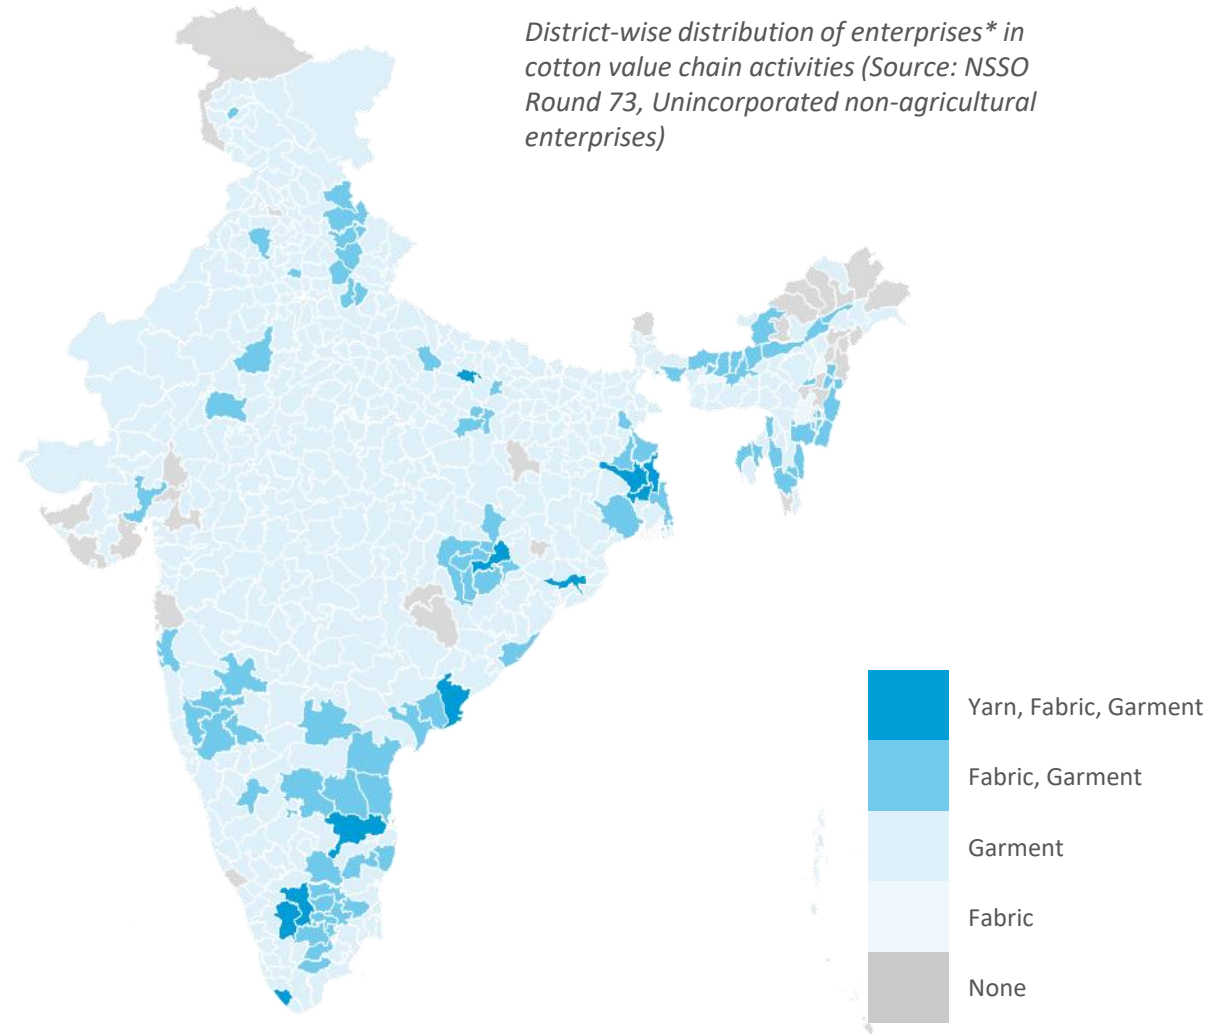 District-wise distribution of enterprises* in
cotton value chain activities (Source: NSSO
Round 73, Unincorporated non-agricultural
enterprises)
Yarn, Fabric, Garment
Fabric, Garment
Garment
Fabric
None